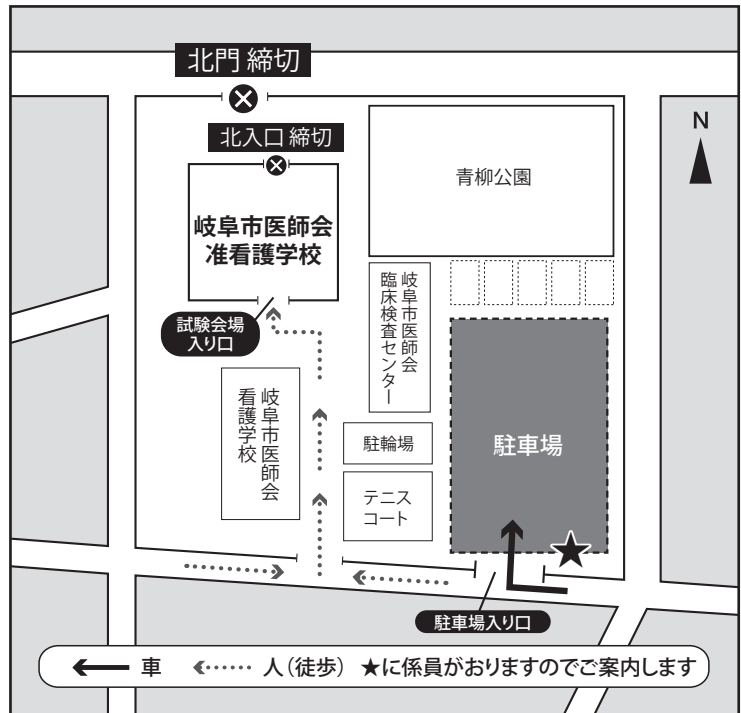 北門 締切
北入口 締切
N
青柳公園
岐阜市医師会
准看護学校
岐阜市医師会
臨床検査センター
試験会場
入り口
岐阜市医師会
看護学校
駐輪場
駐車場
テニス
コート
駐車場入り口
車 人(徒歩) ★に係員がおりますのでご案内します